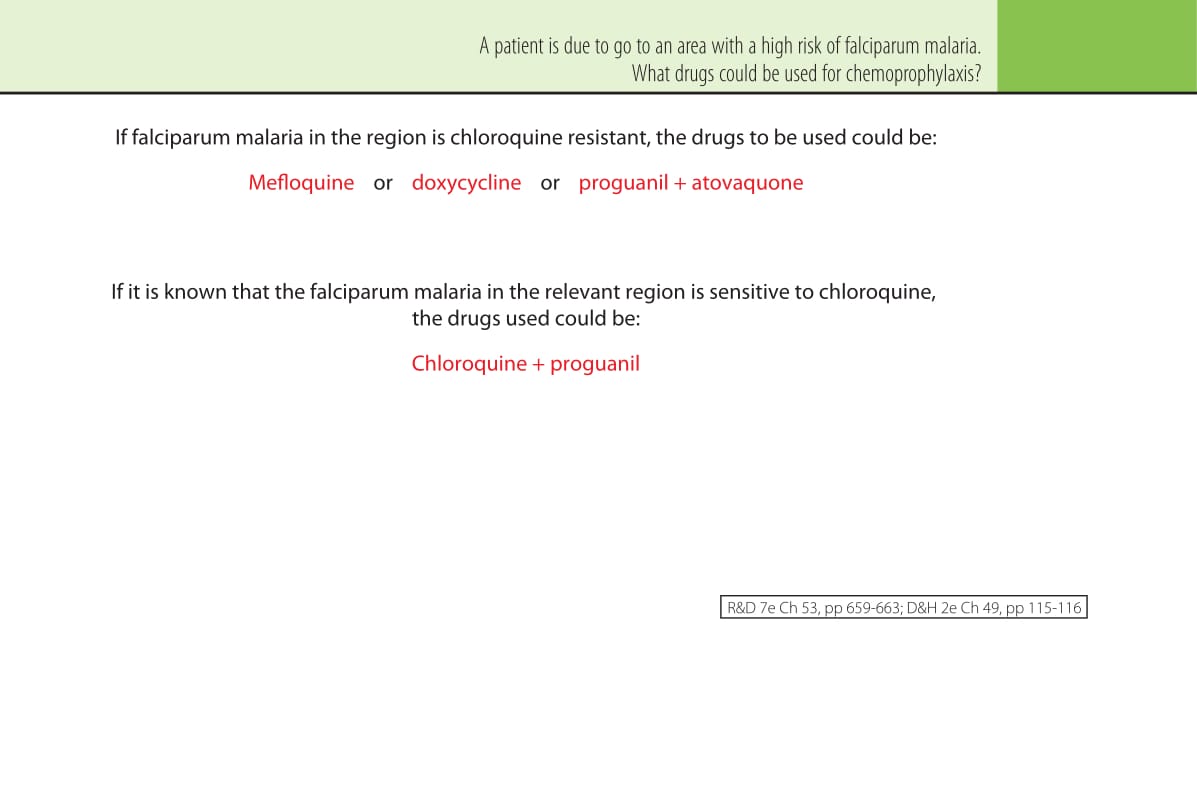 A patient is due to go to an area with a high risk of falciparum malaria.
What drugs could be used for chemoprophylaxis?
If falciparum malaria in the region is chloroquine resistant, the drugs to be used could be:
Mefloquine or doxycycline or proguanil + atovaquone
If it is known that the falciparum malaria in the relevant region is sensitive to chloroquine,
the drugs used could be:
Chloroquine + proguanil
R&D 7e Ch 53, pp 659-663; D&H 2e Ch 49, pp 115-116